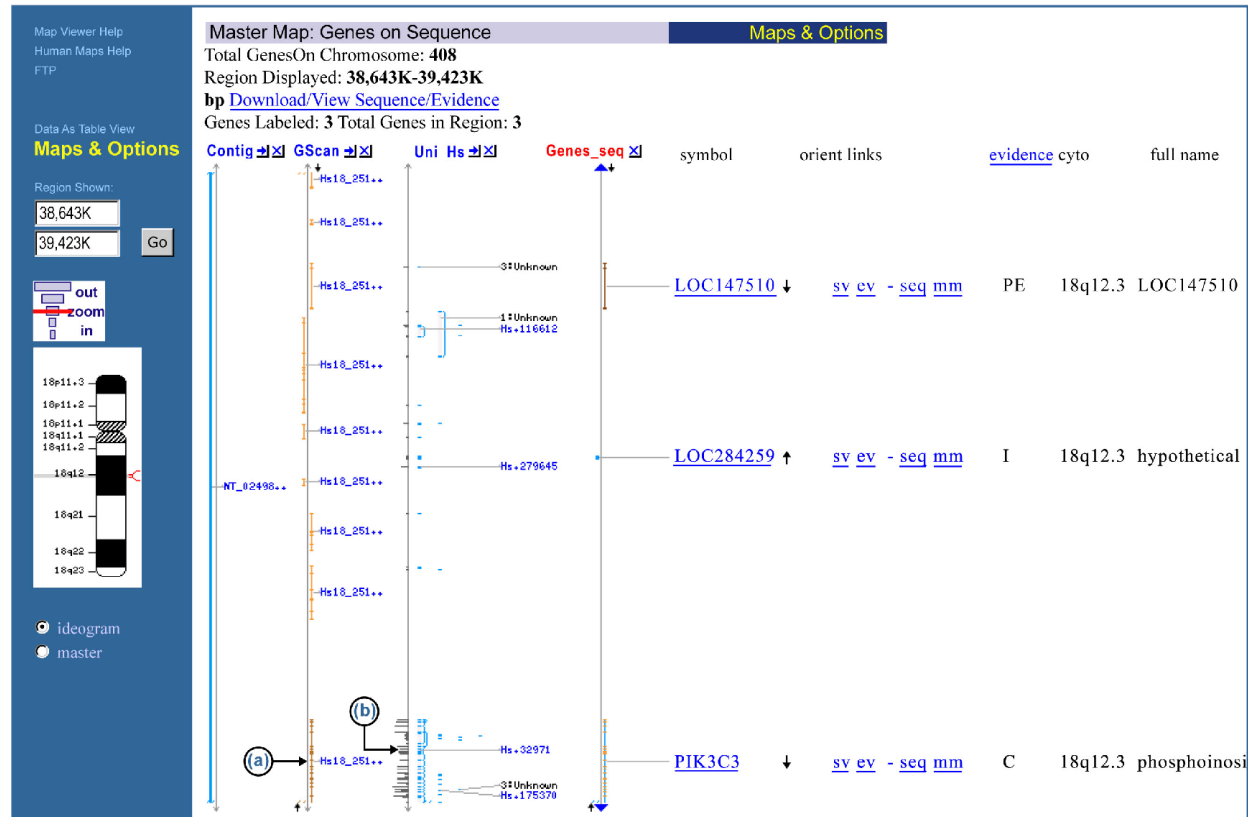 Map Viewer Help
Human Maps Help
FTP
Data As Table View
Maps & Options
Region Shown:
38,643K
39,423K
Go
out
zoom
in
18p11.3
18p11.2
18p11.1
18q11.1
18q11.2
18q12
18q21
18q22
18q23
ideogram
master
Master Map: Genes on Sequence
Maps & Options
Total GenesOn Chromosome: 408
Region Displayed: 38,643K-39,423K
bp Download/View Sequence/Evidence
Genes Labeled: 3 Total Genes in Region: 3
Contig GScan Uni Hs Genes_seq symbol orient links evidence cyto full name
Hs18_251..
Hs18_251..
3:Unknown
Hs18_251.. LOC147510 ↓ sv ev - seq mm PE 18q12.3 LOC147510
1:Unknown
Hs.116612
Hs18_251..
Hs18_251..
LOC284259 ↑ sv ev - seq mm I 18q12.3 hypothetical
Hs.279645
NT_02498.. Hs18_251..
Hs18_251..
Hs18_251..
(b)
Hs.32971
(a) Hs18_251.. PIK3C3 ↓ sv ev - seq mm C 18q12.3 phosphoinosi
3:Unknown
Hs.175370